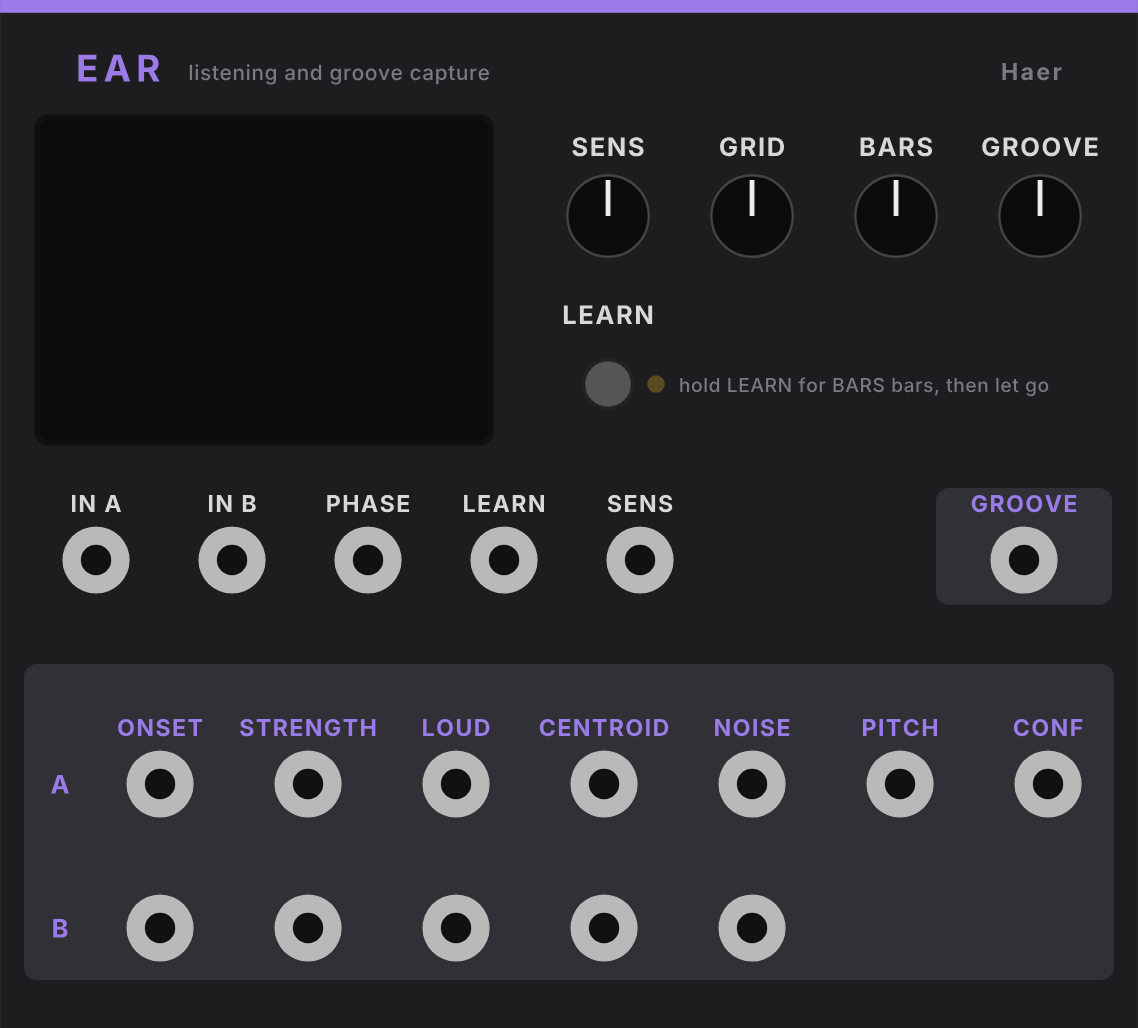 EAR listening and groove capture Haer
SENS GRID BARS GROOVE
LEARN
hold LEARN for BARS bars, then let go
IN A IN B PHASE LEARN SENS GROOVE
ONSET STRENGTH LOUD CENTROID NOISE PITCH CONF
A
B